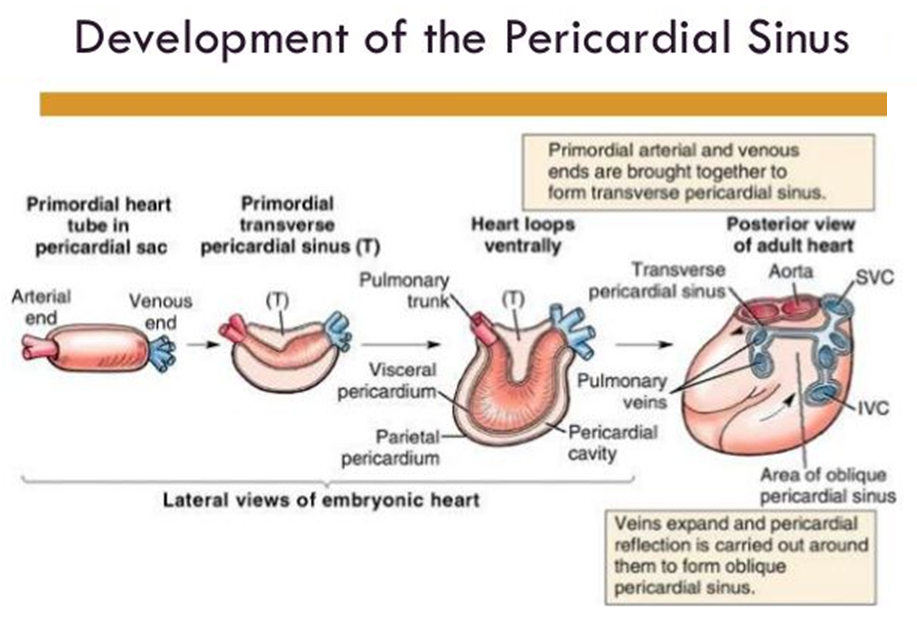 Development of the Pericardial Sinus
Primordial arterial and venous
ends are brought together to
form transverse pericardial sinus.
Primordial heart
tube in
pericardial sac
Primordial
transverse
pericardial sinus (T)
Heart loops
ventrally
Posterior view
of adult heart
Arterial
end
Venous
end
(T)
Pulmonary
trunk
(T)
Transverse
pericardial sinus
Aorta
SVC
Visceral
pericardium
Parietal
pericardium
Pulmonary
veins
Pericardial
cavity
IVC
Area of oblique
pericardial sinus
Lateral views of embryonic heart
Veins expand and pericardial
reflection is carried out around
them to form oblique
pericardial sinus.